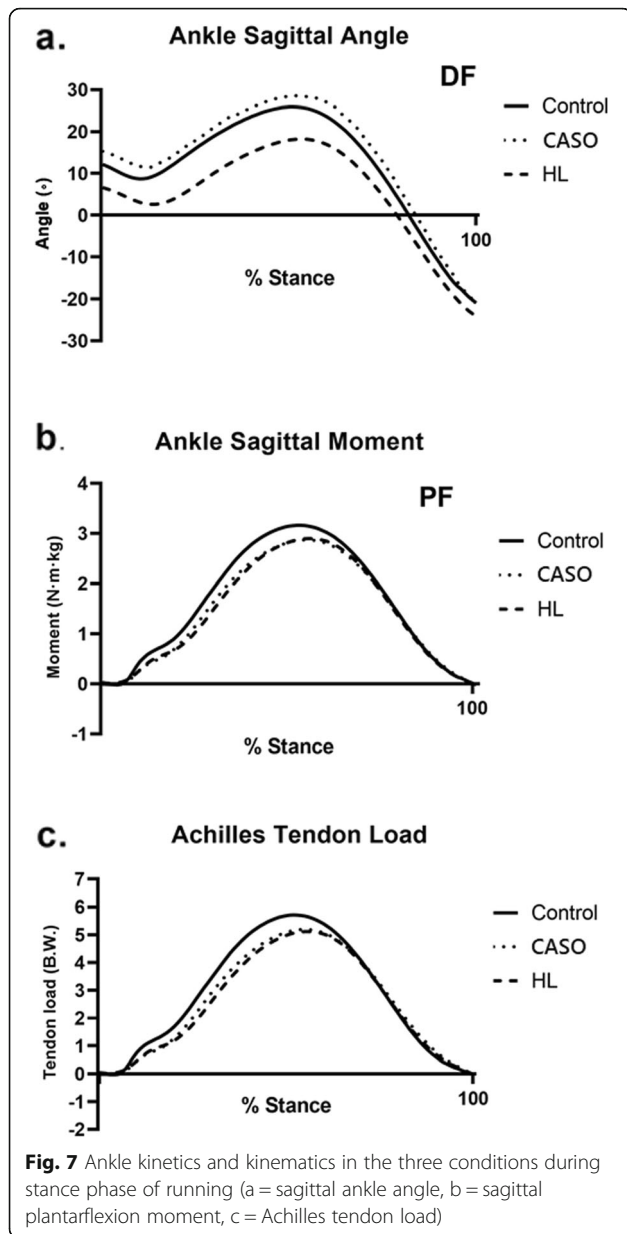 a.
Ankle Sagittal Angle
DF
Control
CASO
HL
Angle (°)
30
20
10
0
-10
-20
-30
100
% Stance
b.
Ankle Sagittal Moment
PF
Control
CASO
HL
Moment (N·m·kg)
4
3
2
1
0
-1
100
% Stance
c.
Achilles Tendon Load
Control
CASO
HL
Tendon load (B.W.)
7
6
5
4
3
2
1
0
-1
-2
100
% Stance
Fig. 7 Ankle kinetics and kinematics in the three conditions during
stance phase of running (a = sagittal ankle angle, b = sagittal
plantarflexion moment, c = Achilles tendon load)